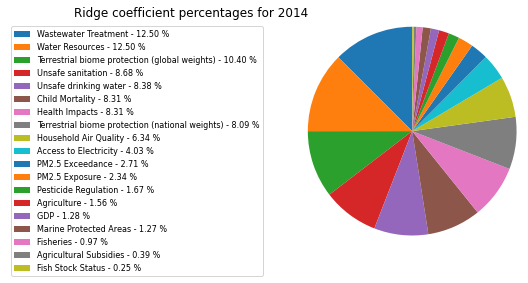 Ridge coefficient percentages for 2014
Wastewater Treatment - 12.50 %
Water Resources - 12.50 %
Terrestrial biome protection (global weights) - 10.40 %
Unsafe sanitation - 8.68 %
Unsafe drinking water - 8.38 %
Child Mortality - 8.31 %
Health Impacts - 8.31 %
Terrestrial biome protection (national weights) - 8.09 %
Household Air Quality - 6.34 %
Access to Electricity - 4.03 %
PM2.5 Exceedance - 2.71 %
PM2.5 Exposure - 2.34 %
Pesticide Regulation - 1.67 %
Agriculture - 1.56 %
GDP - 1.28 %
Marine Protected Areas - 1.27 %
Fisheries - 0.97 %
Agricultural Subsidies - 0.39 %
Fish Stock Status - 0.25 %